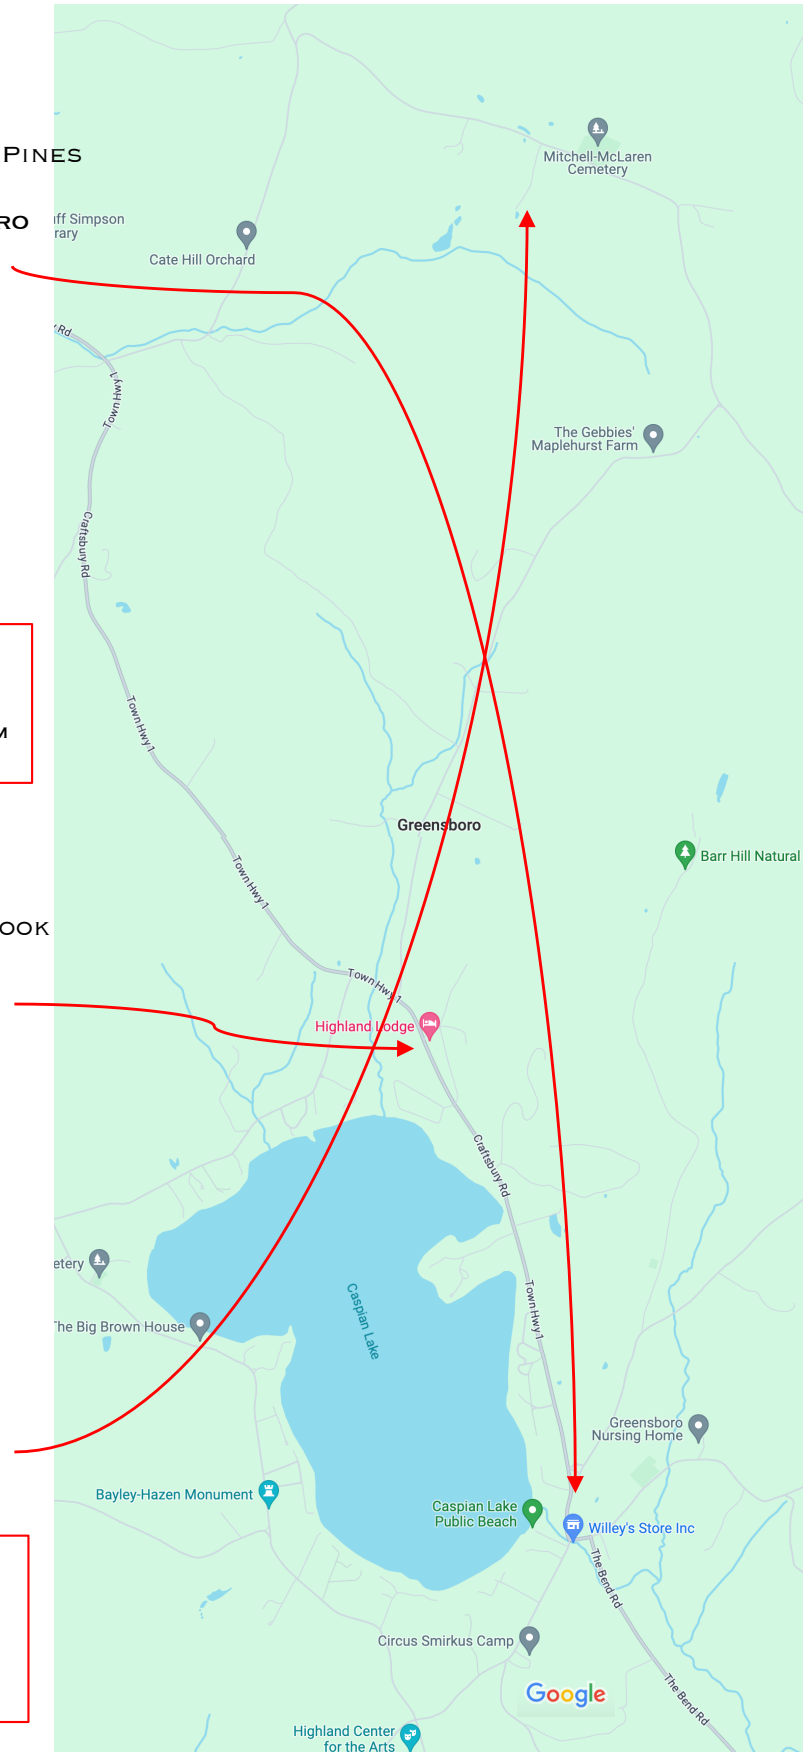 Mitchell-McLaren
Cemetery
PINES
RO
ff Simpson
rary
Cate Hill Orchard
y Rd
Town Hwy 1
The Gebbies'
Maplehurst Farm
Craftsbury Rd
Town Hwy 1
M
Greensboro
Barr Hill Natural
Town Hwy 1
OOK
Town Hwy 1
Highland Lodge
Craftsbury Rd
etery
Town Hwy 1
Caspian Lake
The Big Brown House
Greensboro
Nursing Home
Bayley-Hazen Monument
Caspian Lake
Public Beach
Willey's Store Inc
The Bend Rd
Circus Smirkus Camp
Google
The Bend Rd
Highland Center
for the Arts